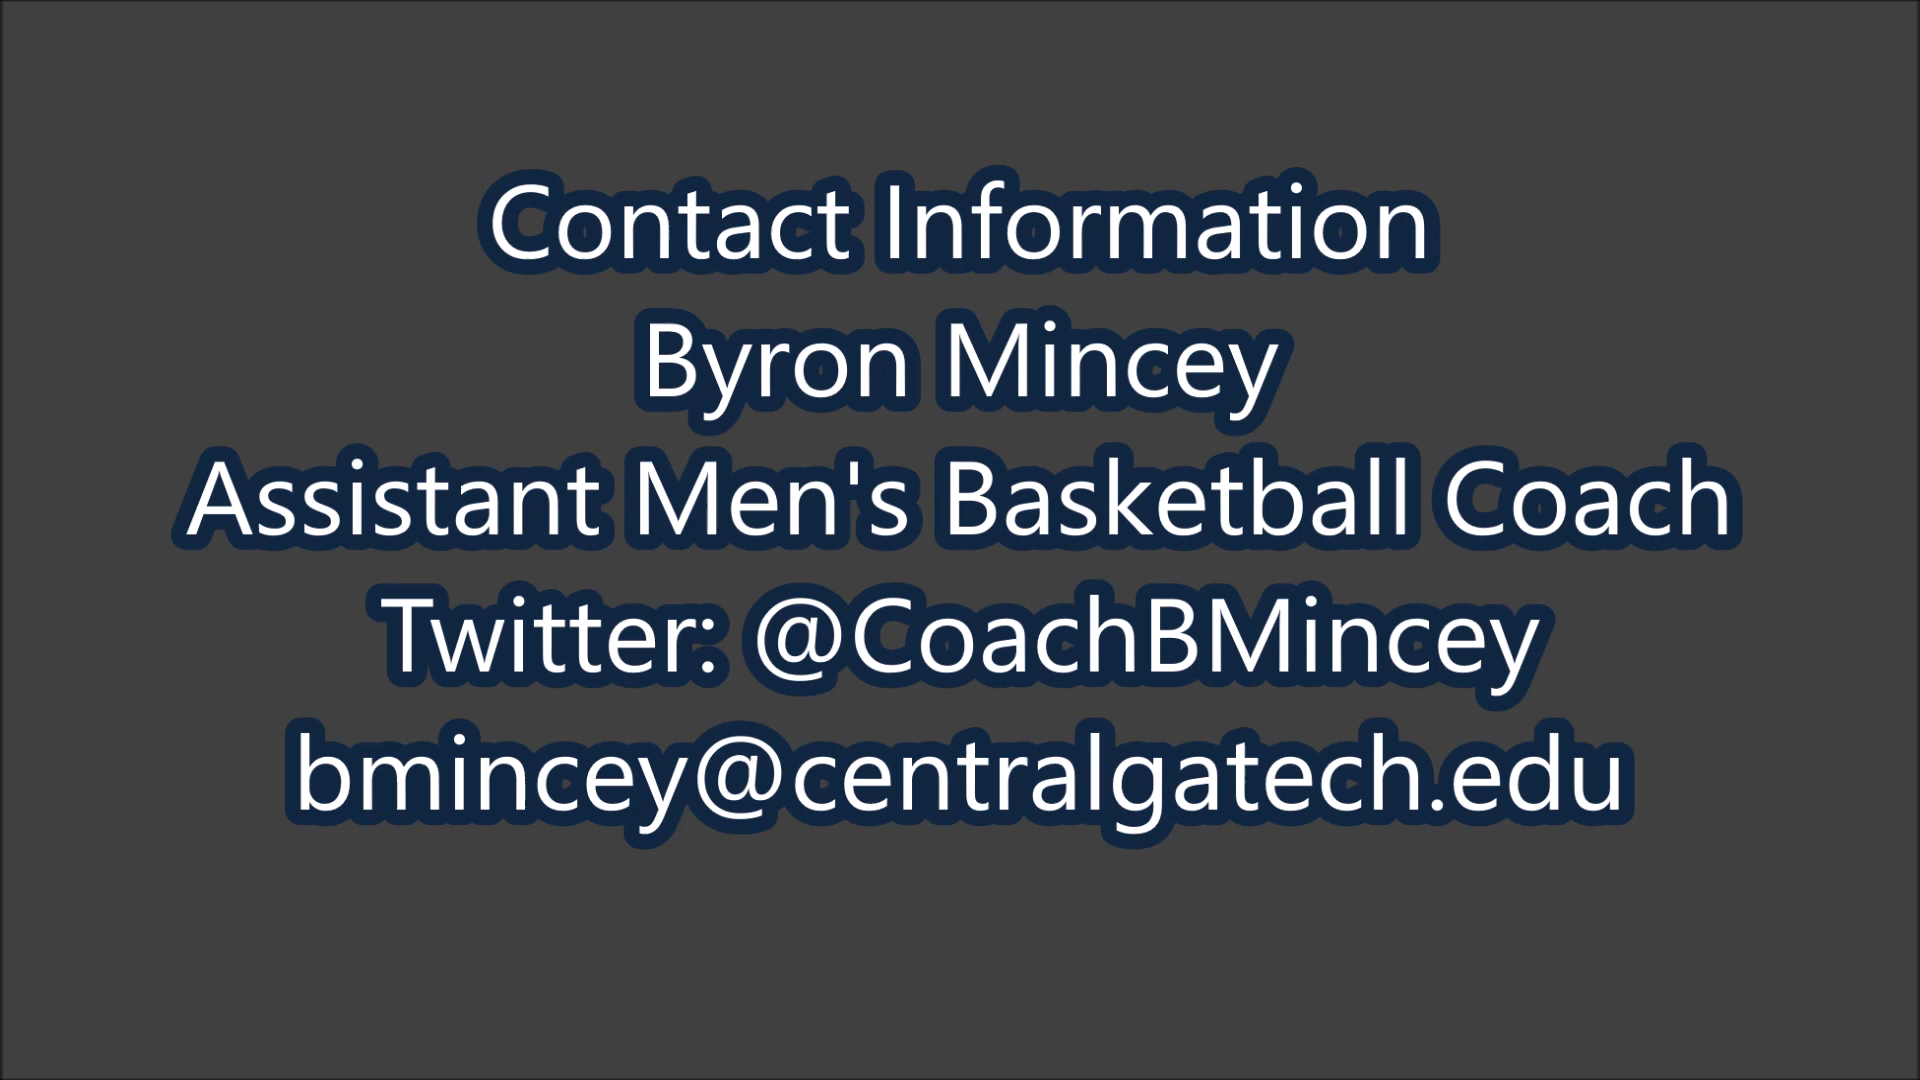 Contact Information
Byron Mincey
Assistant Men's Basketball Coach
Twitter: @CoachBMincey
bmincey@centralgatech.edu